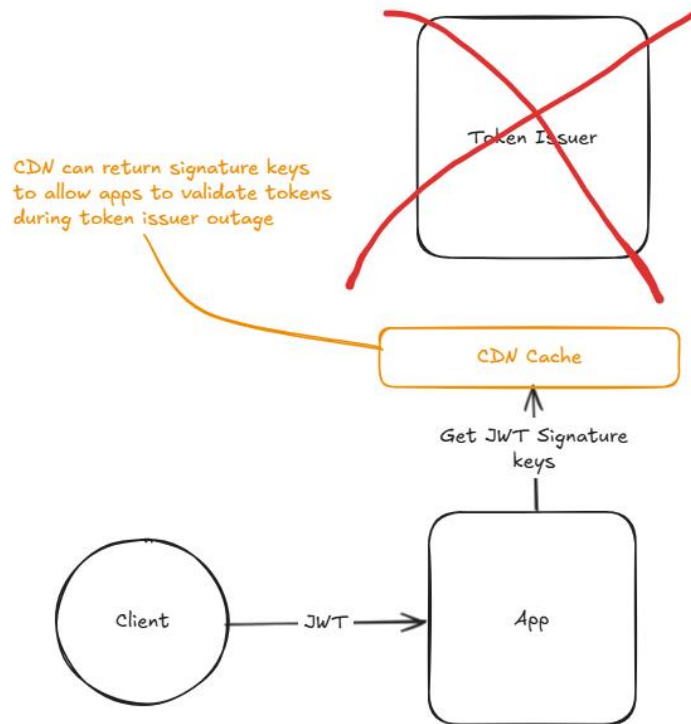 Token Issuer
CDN can return signature keys
to allow apps to validate tokens
during token issuer outage
CDN Cache
Get JWT Signature
keys
Client
JWT
App